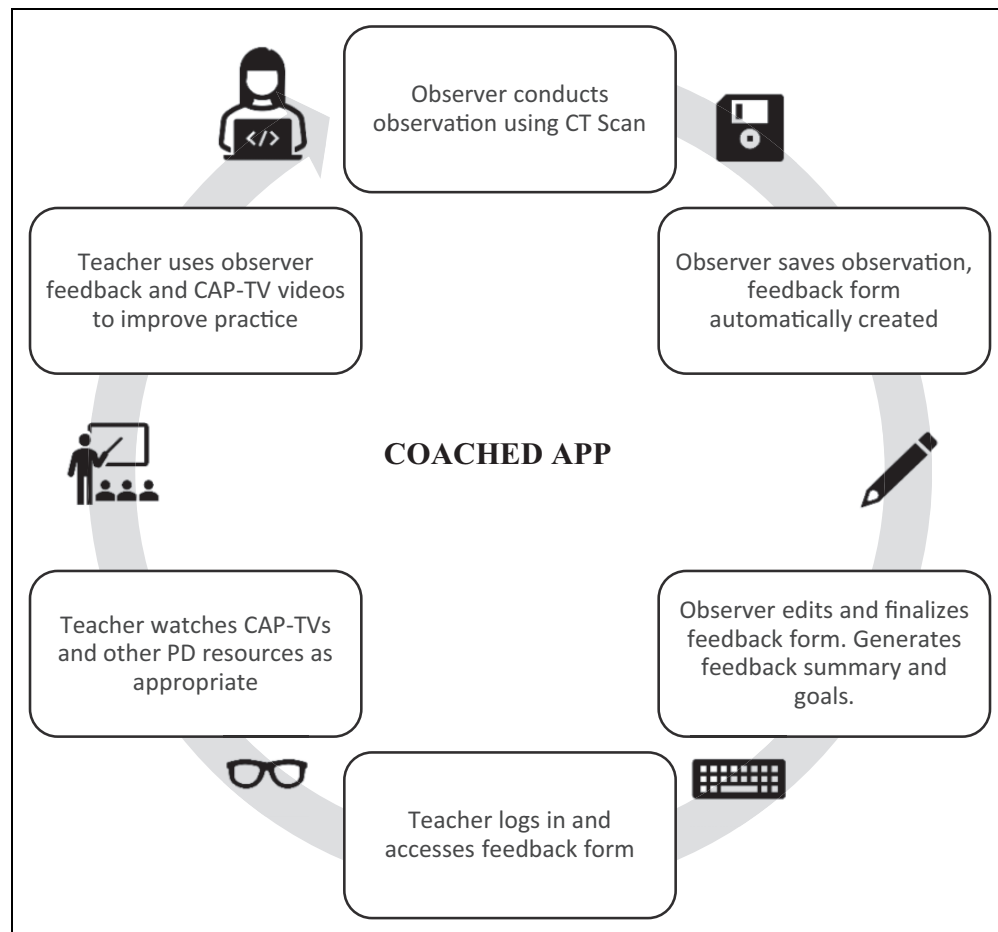 Observer conducts
observation using CT Scan
</>
Observer saves observation,
feedback form
automatically created
Observer edits and finalizes
feedback form. Generates
feedback summary and
goals.
Teacher logs in and
accesses feedback form
Teacher watches CAP-TVs
and other PD resources as
appropriate
Teacher uses observer
feedback and CAP-TV videos
to improve practice
COACHED APP